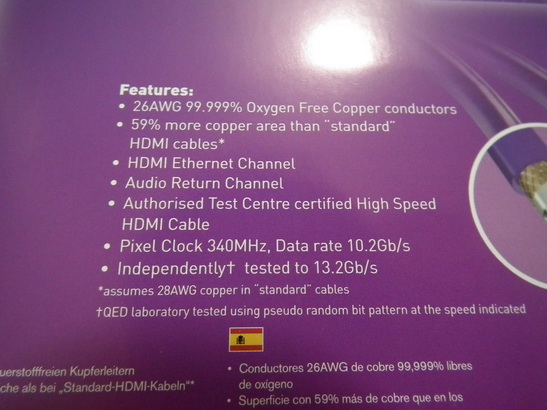 Features:
• 26AWG 99.999% Oxygen Free Copper conductors
• 59% more copper area than "standard"
HDMI cables*
• HDMI Ethernet Channel
• Audio Return Channel
• Authorised Test Centre certified High Speed
HDMI Cable
• Pixel Clock 340MHz, Data rate 10.2Gb/s
• Independently† tested to 13.2Gb/s
*assumes 28AWG copper in "standard" cables
†QED laboratory tested using pseudo random bit pattern at the speed indicated
uerstofffreien Kupferleitern
che als bei „Standard-HDMI-Kabeln"*
• Conductores 26AWG de cobre 99,999% libres
de oxígeno
• Superficie con 59% más de cobre que en los